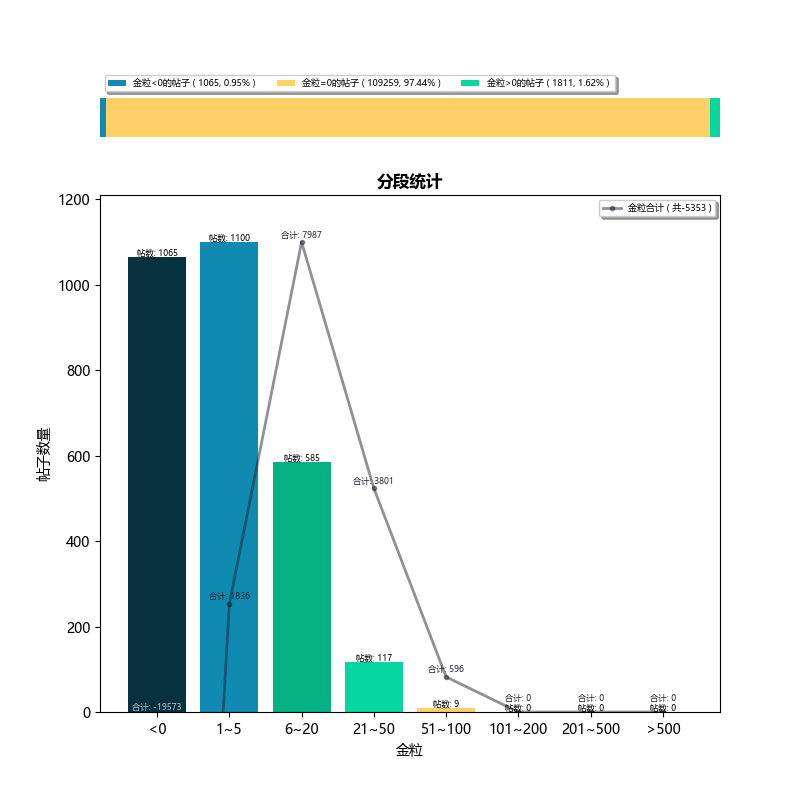 金粒<0的帖子 ( 1065, 0.95% ) 金粒=0的帖子 ( 109259, 97.44% ) 金粒>0的帖子 ( 1811, 1.62% )
分段统计
金粒合计 ( 共-5353 )
1200
1000
800
600
400
200
0
帖子数量
帖数: 1065
帖数: 1100
合计: 7987
帖数: 585
合计: 3801
合计: 1836
帖数: 117
合计: 596
合计: -19573
帖数: 9
合计: 0
帖数: 0
合计: 0
帖数: 0
合计: 0
帖数: 0
<0 1~5 6~20 21~50 51~100 101~200 201~500 >500
金粒